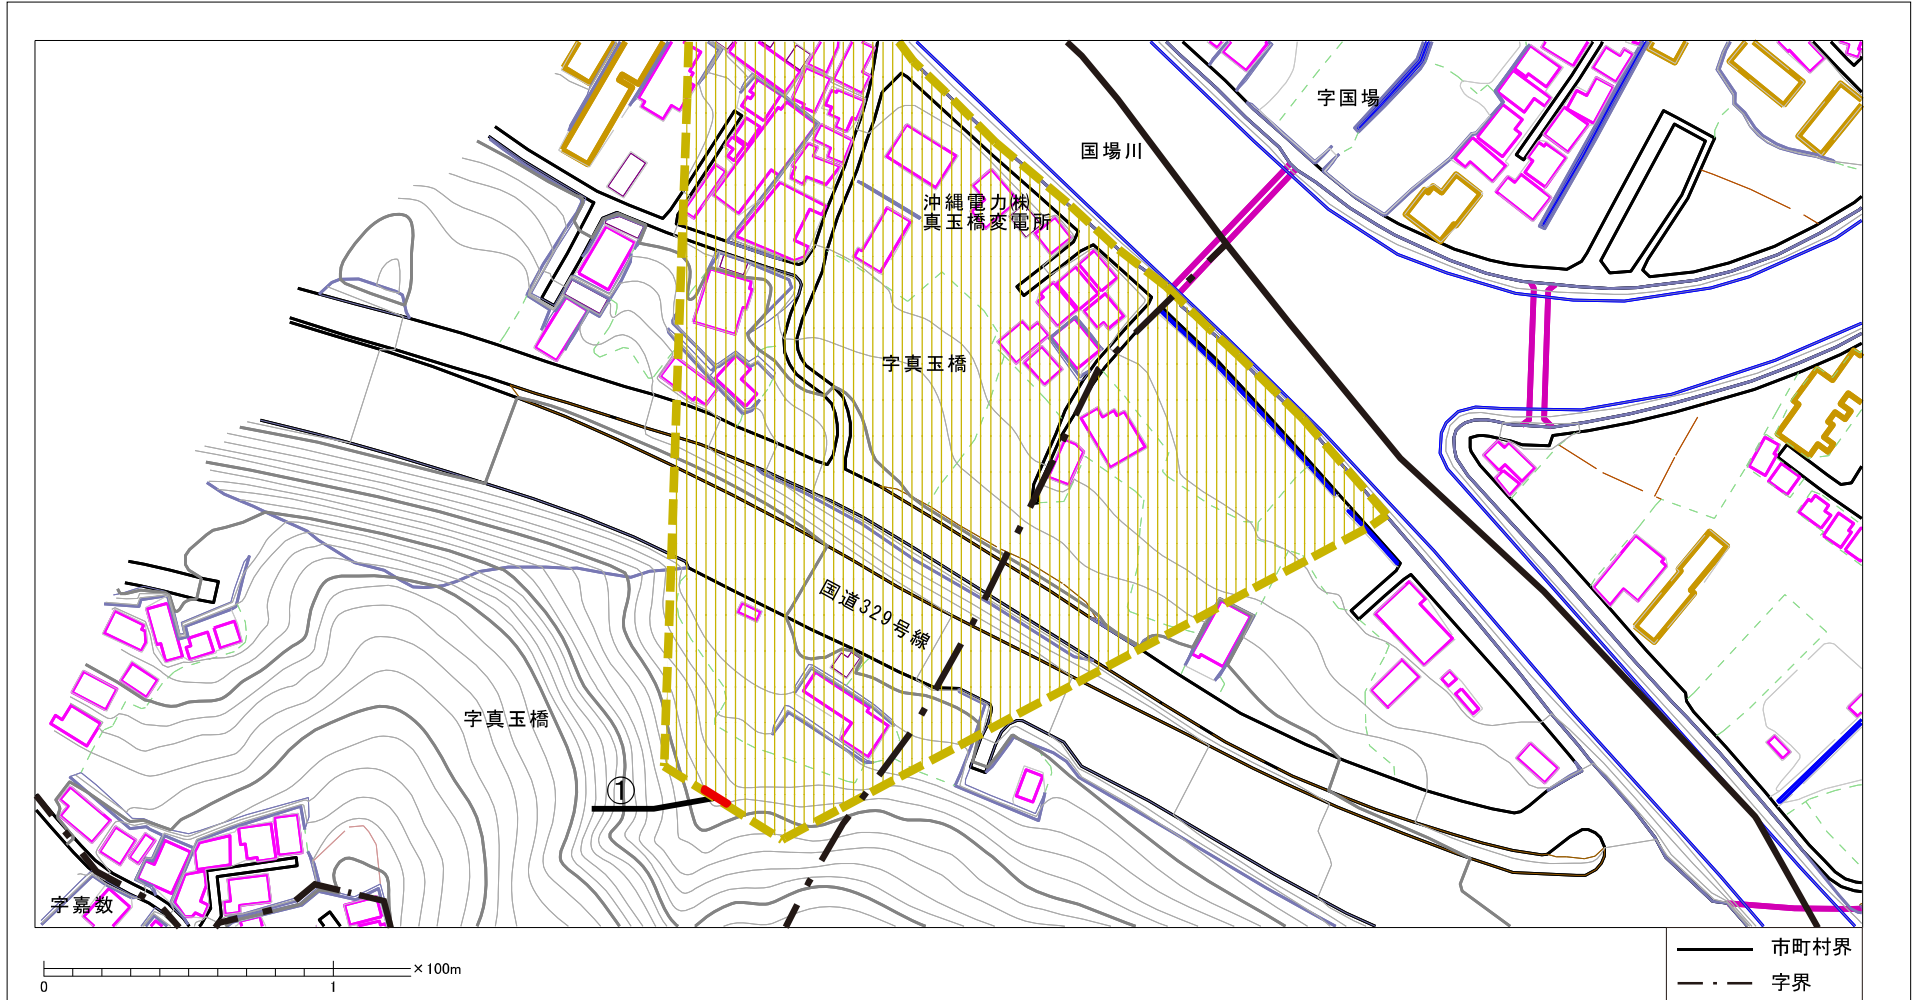 字国場
国場川
沖縄電力㈱
真玉橋変電所
字真玉橋
国道329号線
字真玉橋
①
字嘉数
×100m
0 1
市町村界
字界